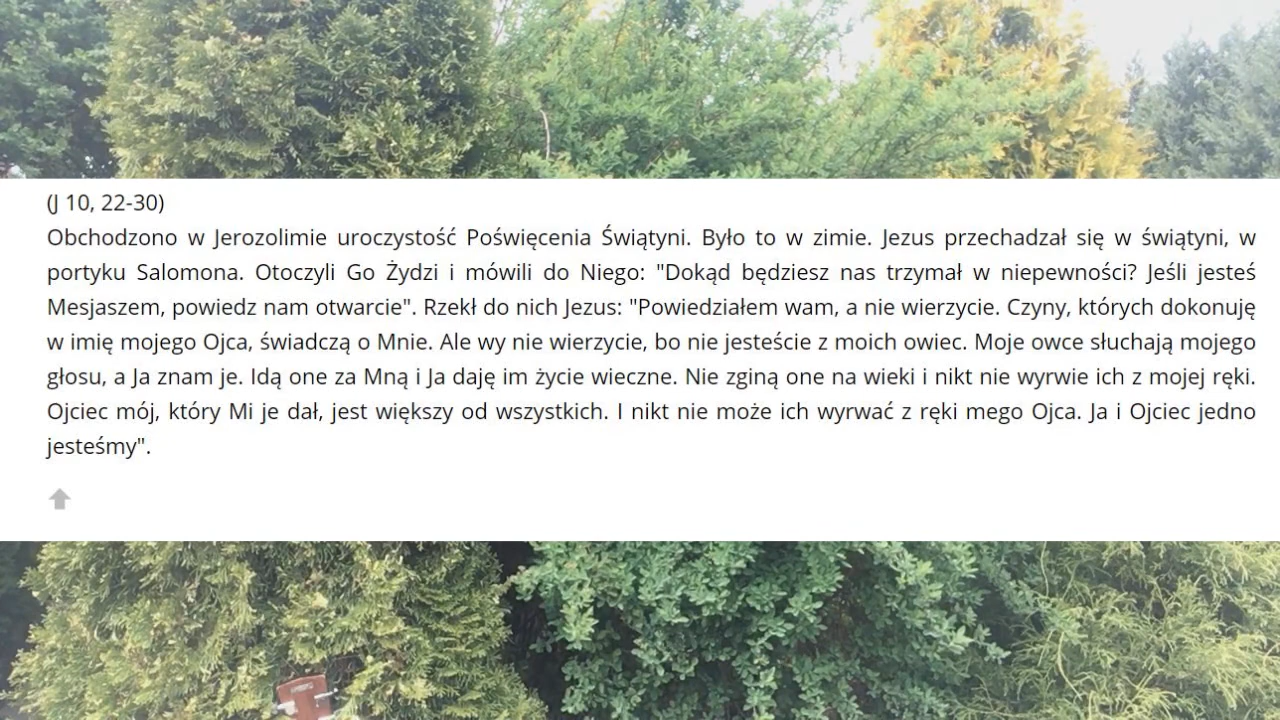 (J 10, 22-30)
Obchodzono w Jerozolimie uroczystość Poświęcenia Świątyni. Było to w zimie. Jezus przechadzał się w świątyni, w
portyku Salomona. Otoczyli Go Żydzi i mówili do Niego: "Dokąd będziesz nas trzymał w niepewności? Jeśli jesteś
Mesjaszem, powiedz nam otwarcie". Rzekł do nich Jezus: "Powiedziałem wam, a nie wierzycie. Czyny, których dokonuję
w imię mojego Ojca, świadczą o Mnie. Ale wy nie wierzycie, bo nie jesteście z moich owiec. Moje owce słuchają mojego
głosu, a Ja znam je. Idą one za Mną i Ja daję im życie wieczne. Nie zginą one na wieki i nikt nie wyrwie ich z mojej ręki.
Ojciec mój, który Mi je dał, jest większy od wszystkich. I nikt nie może ich wyrwać z ręki mego Ojca. Ja i Ojciec jedno
jesteśmy".